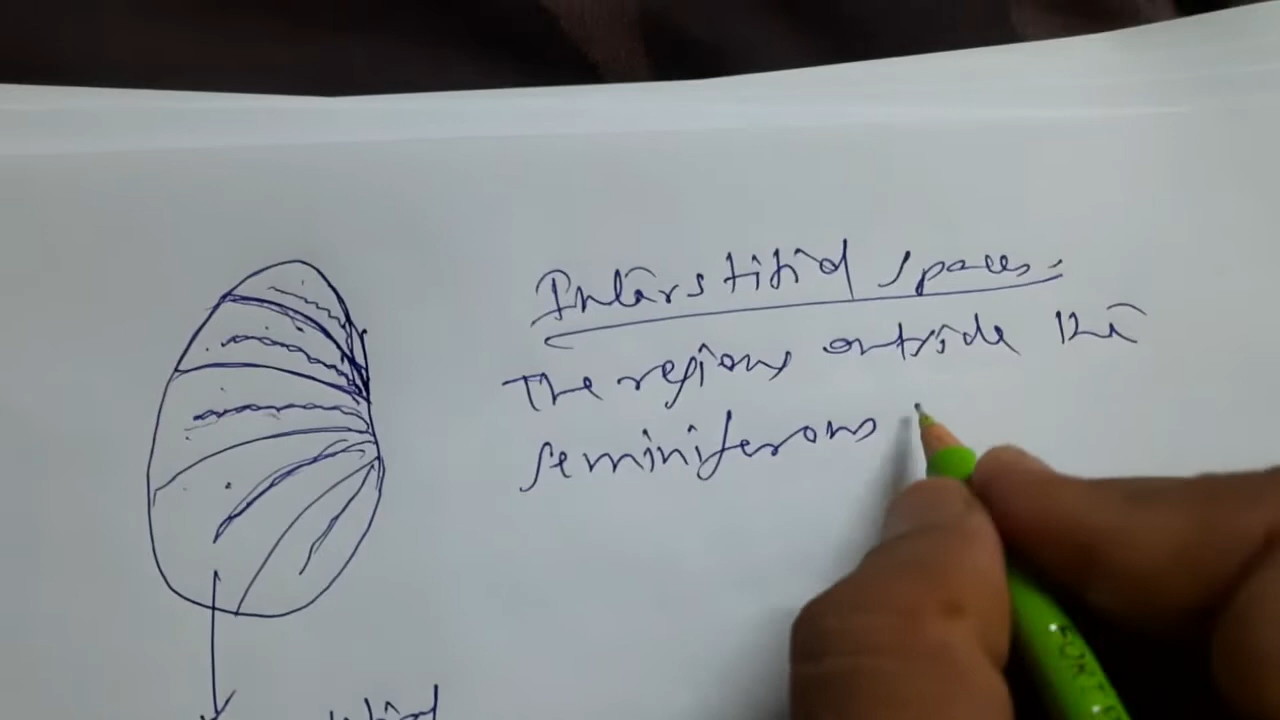 Interstitial spaces:
The regions outside the
seminiferous